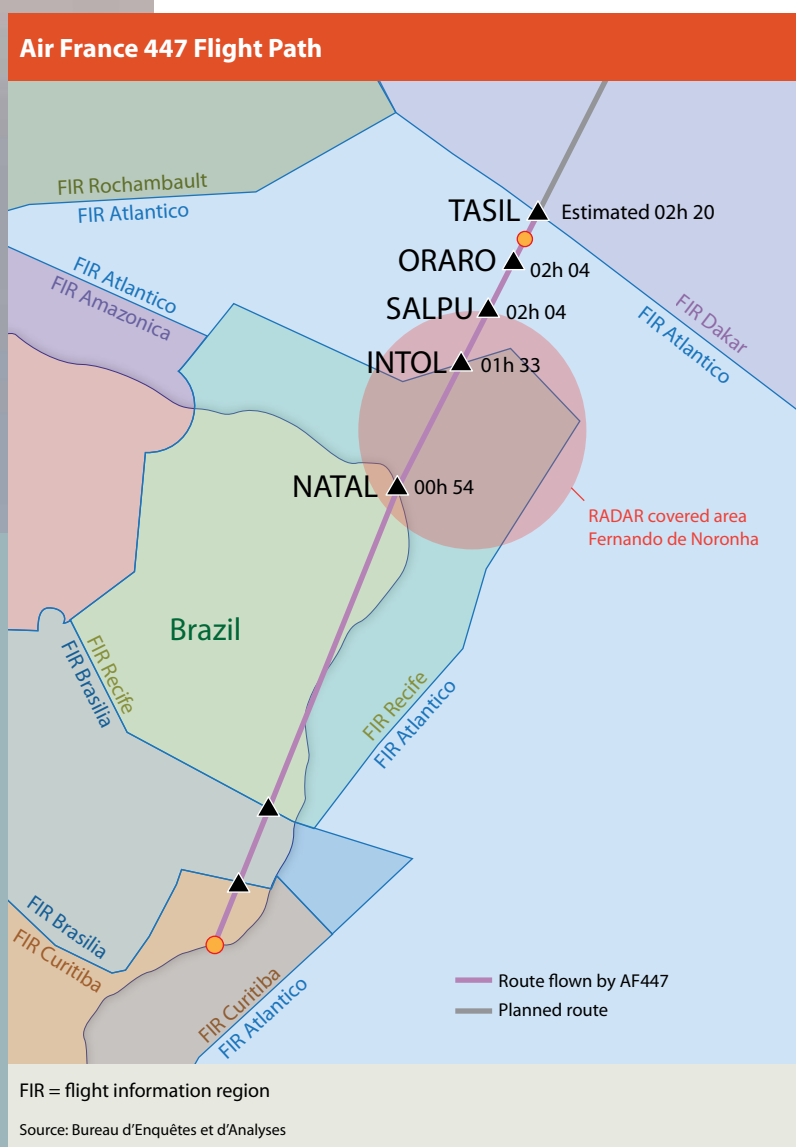 Air France 447 Flight Path
FIR Rochambault
FIR Atlantico
TASIL
Estimated 02h 20
ORARO
02h 04
FIR Atlantico
FIR Amazonica
SALPU
02h 04
FIR Dakar
FIR Atlantico
INTOL
01h 33
NATAL
00h 54
RADAR covered area
Fernando de Noronha
Brazil
FIR Recife
FIR Brasilia
FIR Recife
FIR Atlantico
FIR Brasilia
FIR Curitiba
FIR Curitiba
FIR Atlantico
Route flown by AF447
Planned route
FIR = flight information region
Source: Bureau d’Enquêtes et d’Analyses